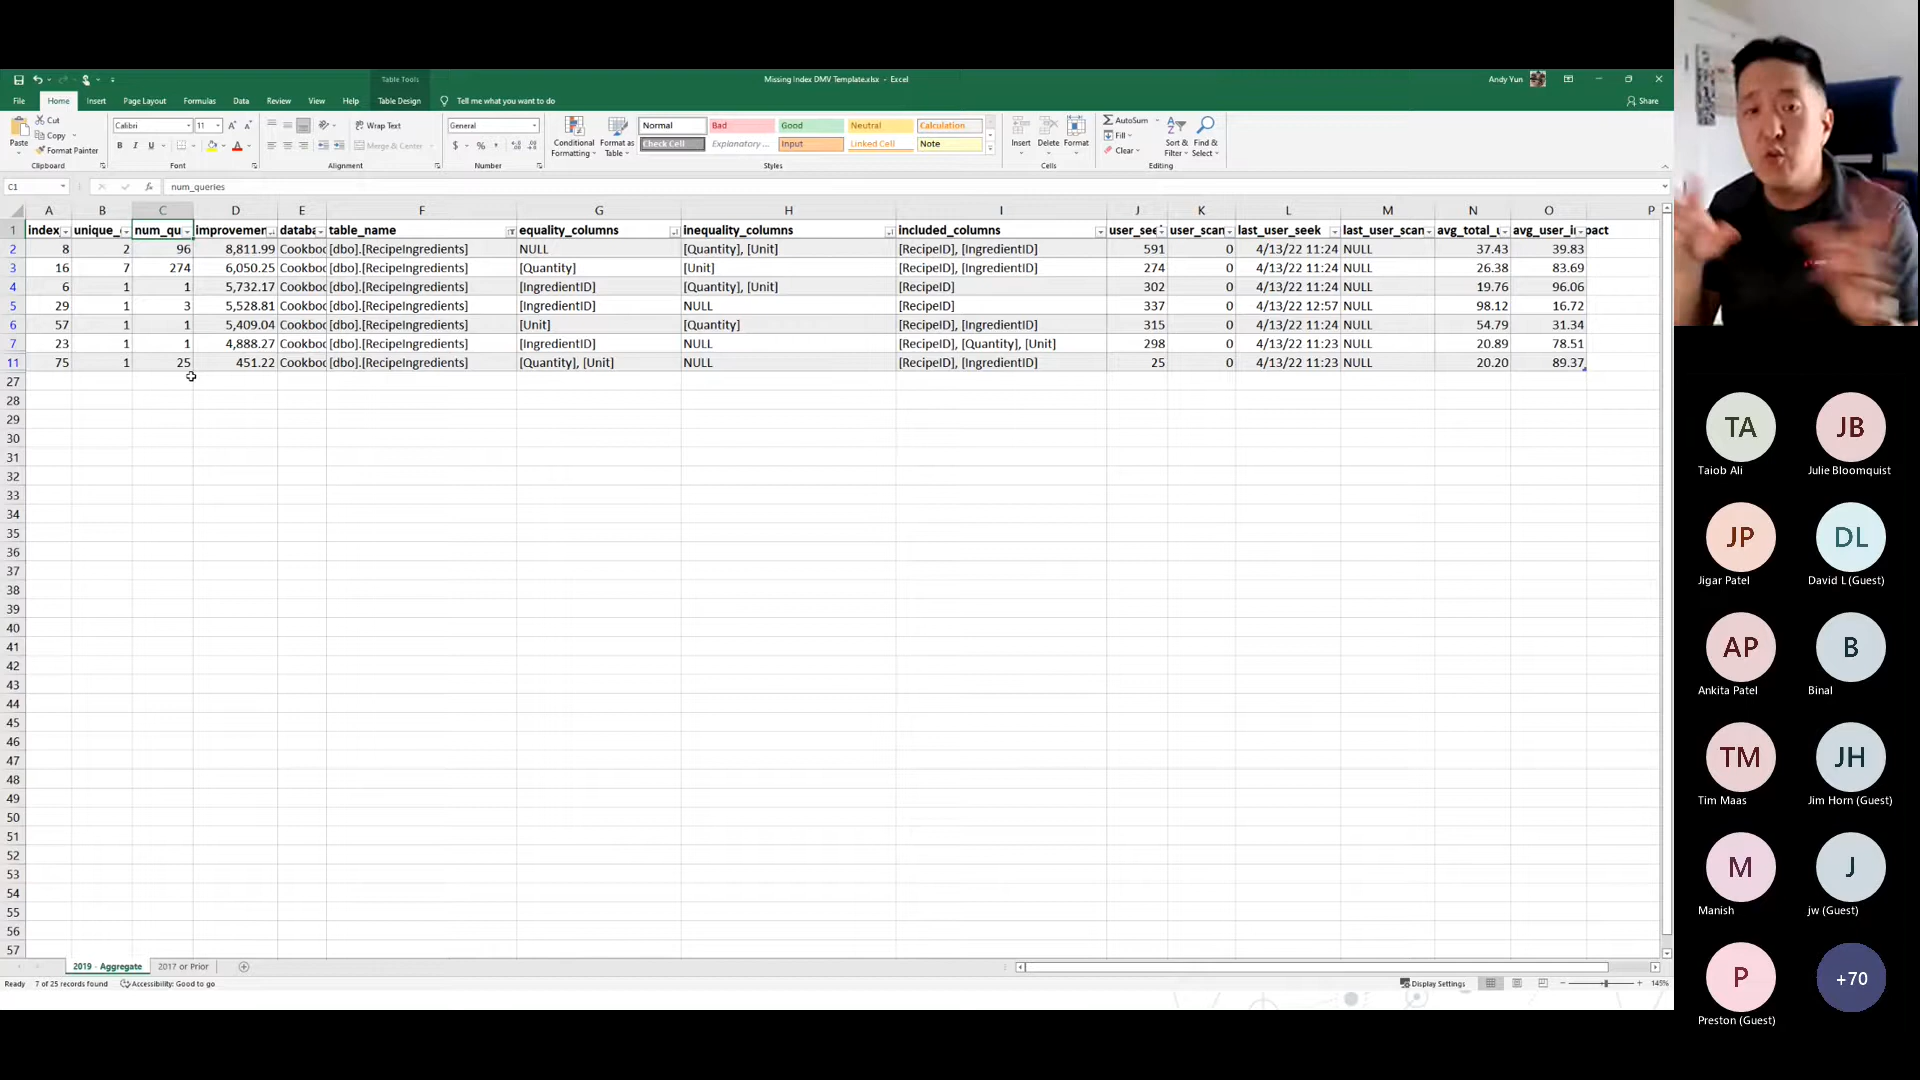 Table Tools
Missing Index DMV Template.xlsx - Excel
Andy Yun
File Home Insert Page Layout Formulas Data Review View Help Table Design Tell me what you want to do
Share
Paste
Cut
Copy
Format Painter
Clipboard
Calibri 11
B I U
Font
Wrap Text
Merge & Center
Alignment
General
$ % ,
Number
Conditional Formatting
Format as Table
Normal Bad Good Neutral Calculation
Check Cell Explanatory ... Input Linked Cell Note
Styles
Insert Delete Format
Cells
AutoSum
Fill
Clear
Sort & Filter
Find & Select
Editing
C1 fx num_queries
A B C D E F G H I J K L M N O P
1 index unique_ num_qu improvemen databa table_name equality_columns inequality_columns included_columns user_see user_scan last_user_seek last_user_scan avg_total_u avg_user_i pact
2 8 2 96 8,811.99 Cookboo [dbo].[RecipeIngredients] NULL [Quantity], [Unit] [RecipeID], [IngredientID] 591 0 4/13/22 11:24 NULL 37.43 39.83
3 16 7 274 6,050.25 Cookboo [dbo].[RecipeIngredients] [Quantity] [Unit] [RecipeID], [IngredientID] 274 0 4/13/22 11:24 NULL 26.38 83.69
4 6 1 1 5,732.17 Cookboo [dbo].[RecipeIngredients] [IngredientID] [Quantity], [Unit] [RecipeID] 302 0 4/13/22 11:24 NULL 19.76 96.06
5 29 1 3 5,528.81 Cookboo [dbo].[RecipeIngredients] [IngredientID] NULL [RecipeID] 337 0 4/13/22 12:57 NULL 98.12 16.72
6 57 1 1 5,409.04 Cookboo [dbo].[RecipeIngredients] [Unit] [Quantity] [RecipeID], [IngredientID] 315 0 4/13/22 11:24 NULL 54.79 31.34
7 23 1 1 4,888.27 Cookboo [dbo].[RecipeIngredients] [IngredientID] NULL [RecipeID], [Quantity], [Unit] 298 0 4/13/22 11:23 NULL 20.89 78.51
11 75 1 25 451.22 Cookboo [dbo].[RecipeIngredients] [Quantity], [Unit] NULL [RecipeID], [IngredientID] 25 0 4/13/22 11:23 NULL 20.20 89.37
27
28
29
30
31
32
33
34
35
36
37
38
39
40
41
42
43
44
45
46
47
48
49
50
51
52
53
54
55
56
57
2019 - Aggregate 2017 or Prior
Ready 7 of 25 records found Accessibility: Good to go
Display Settings 145%
TA JB
Taiob Ali Julie Bloomquist
JP DL
Jigar Patel David L (Guest)
AP B
Ankita Patel Binal
TM JH
Tim Maas Jim Horn (Guest)
M J
Manish jw (Guest)
P +70
Preston (Guest)